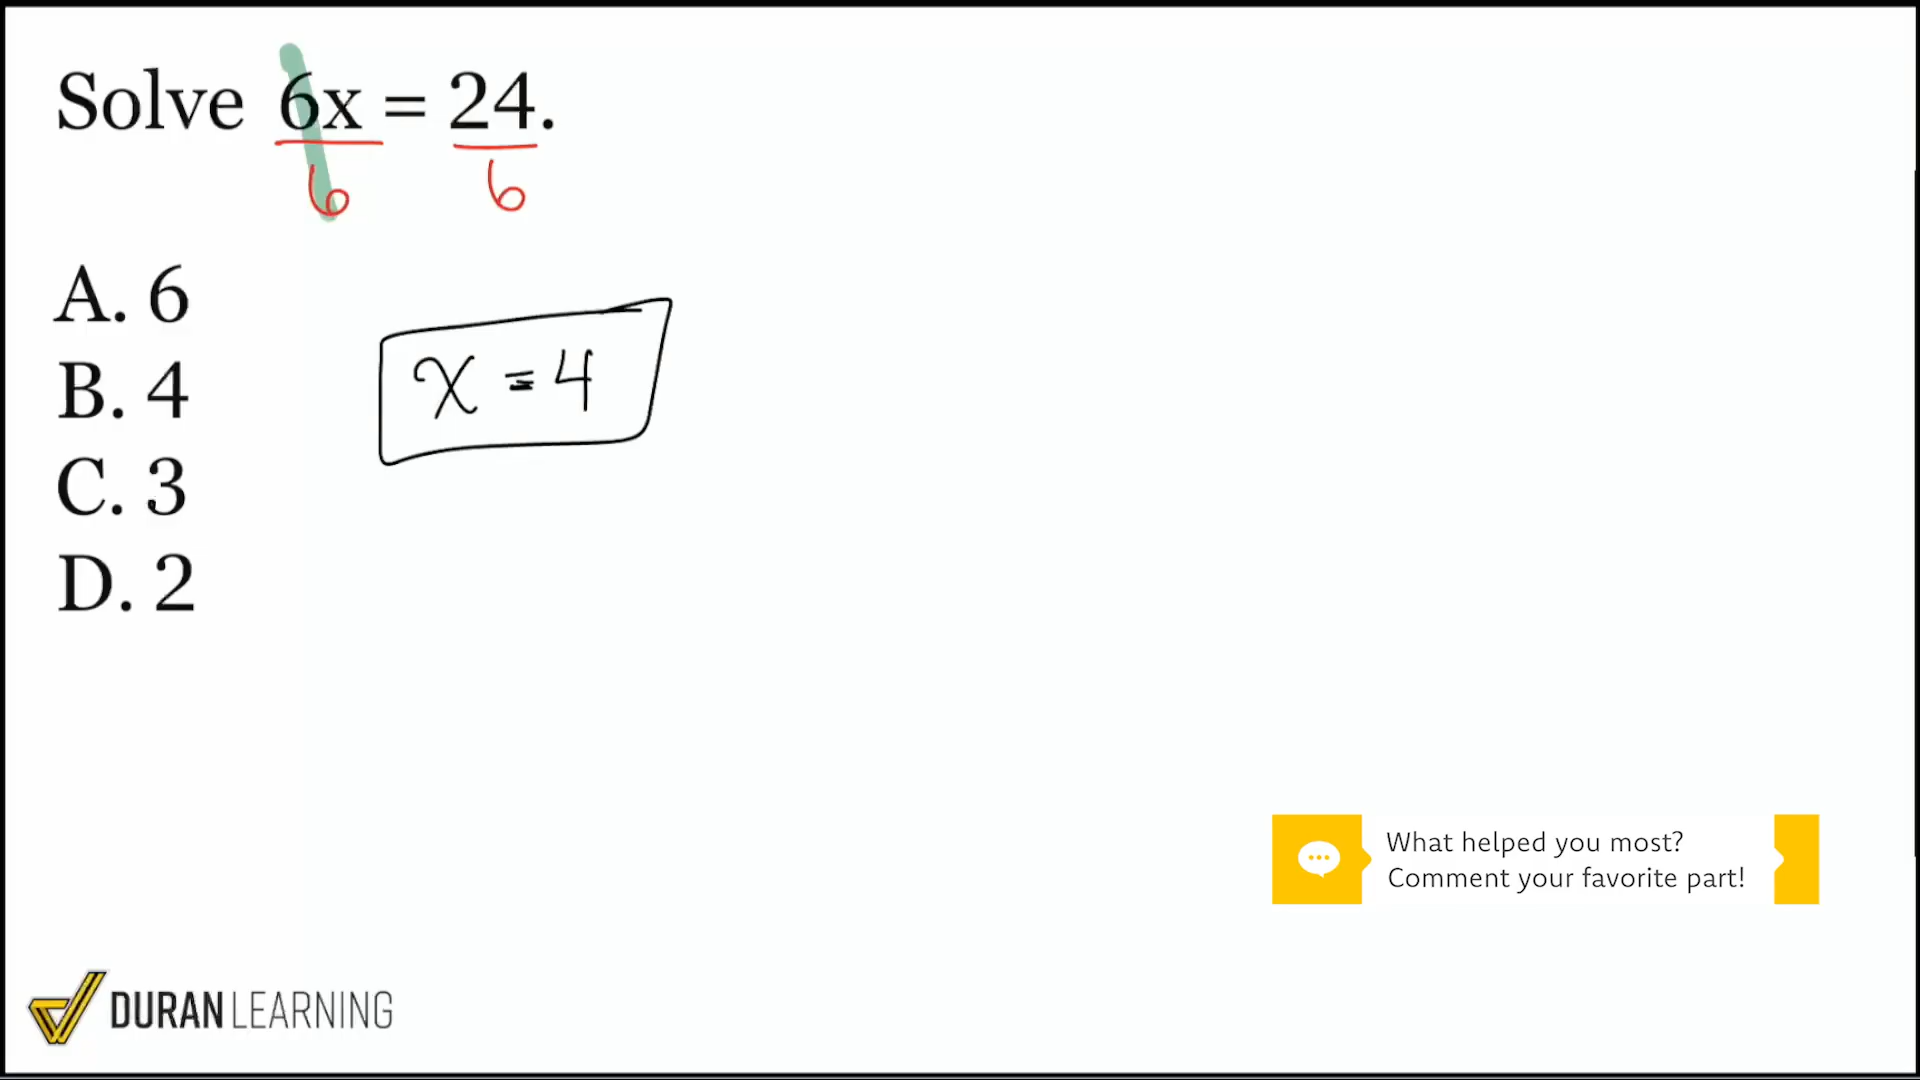 Solve 6x = 24.
6 6
A. 6
B. 4
x = 4
C. 3
D. 2
What helped you most?
Comment your favorite part!
DURAN LEARNING